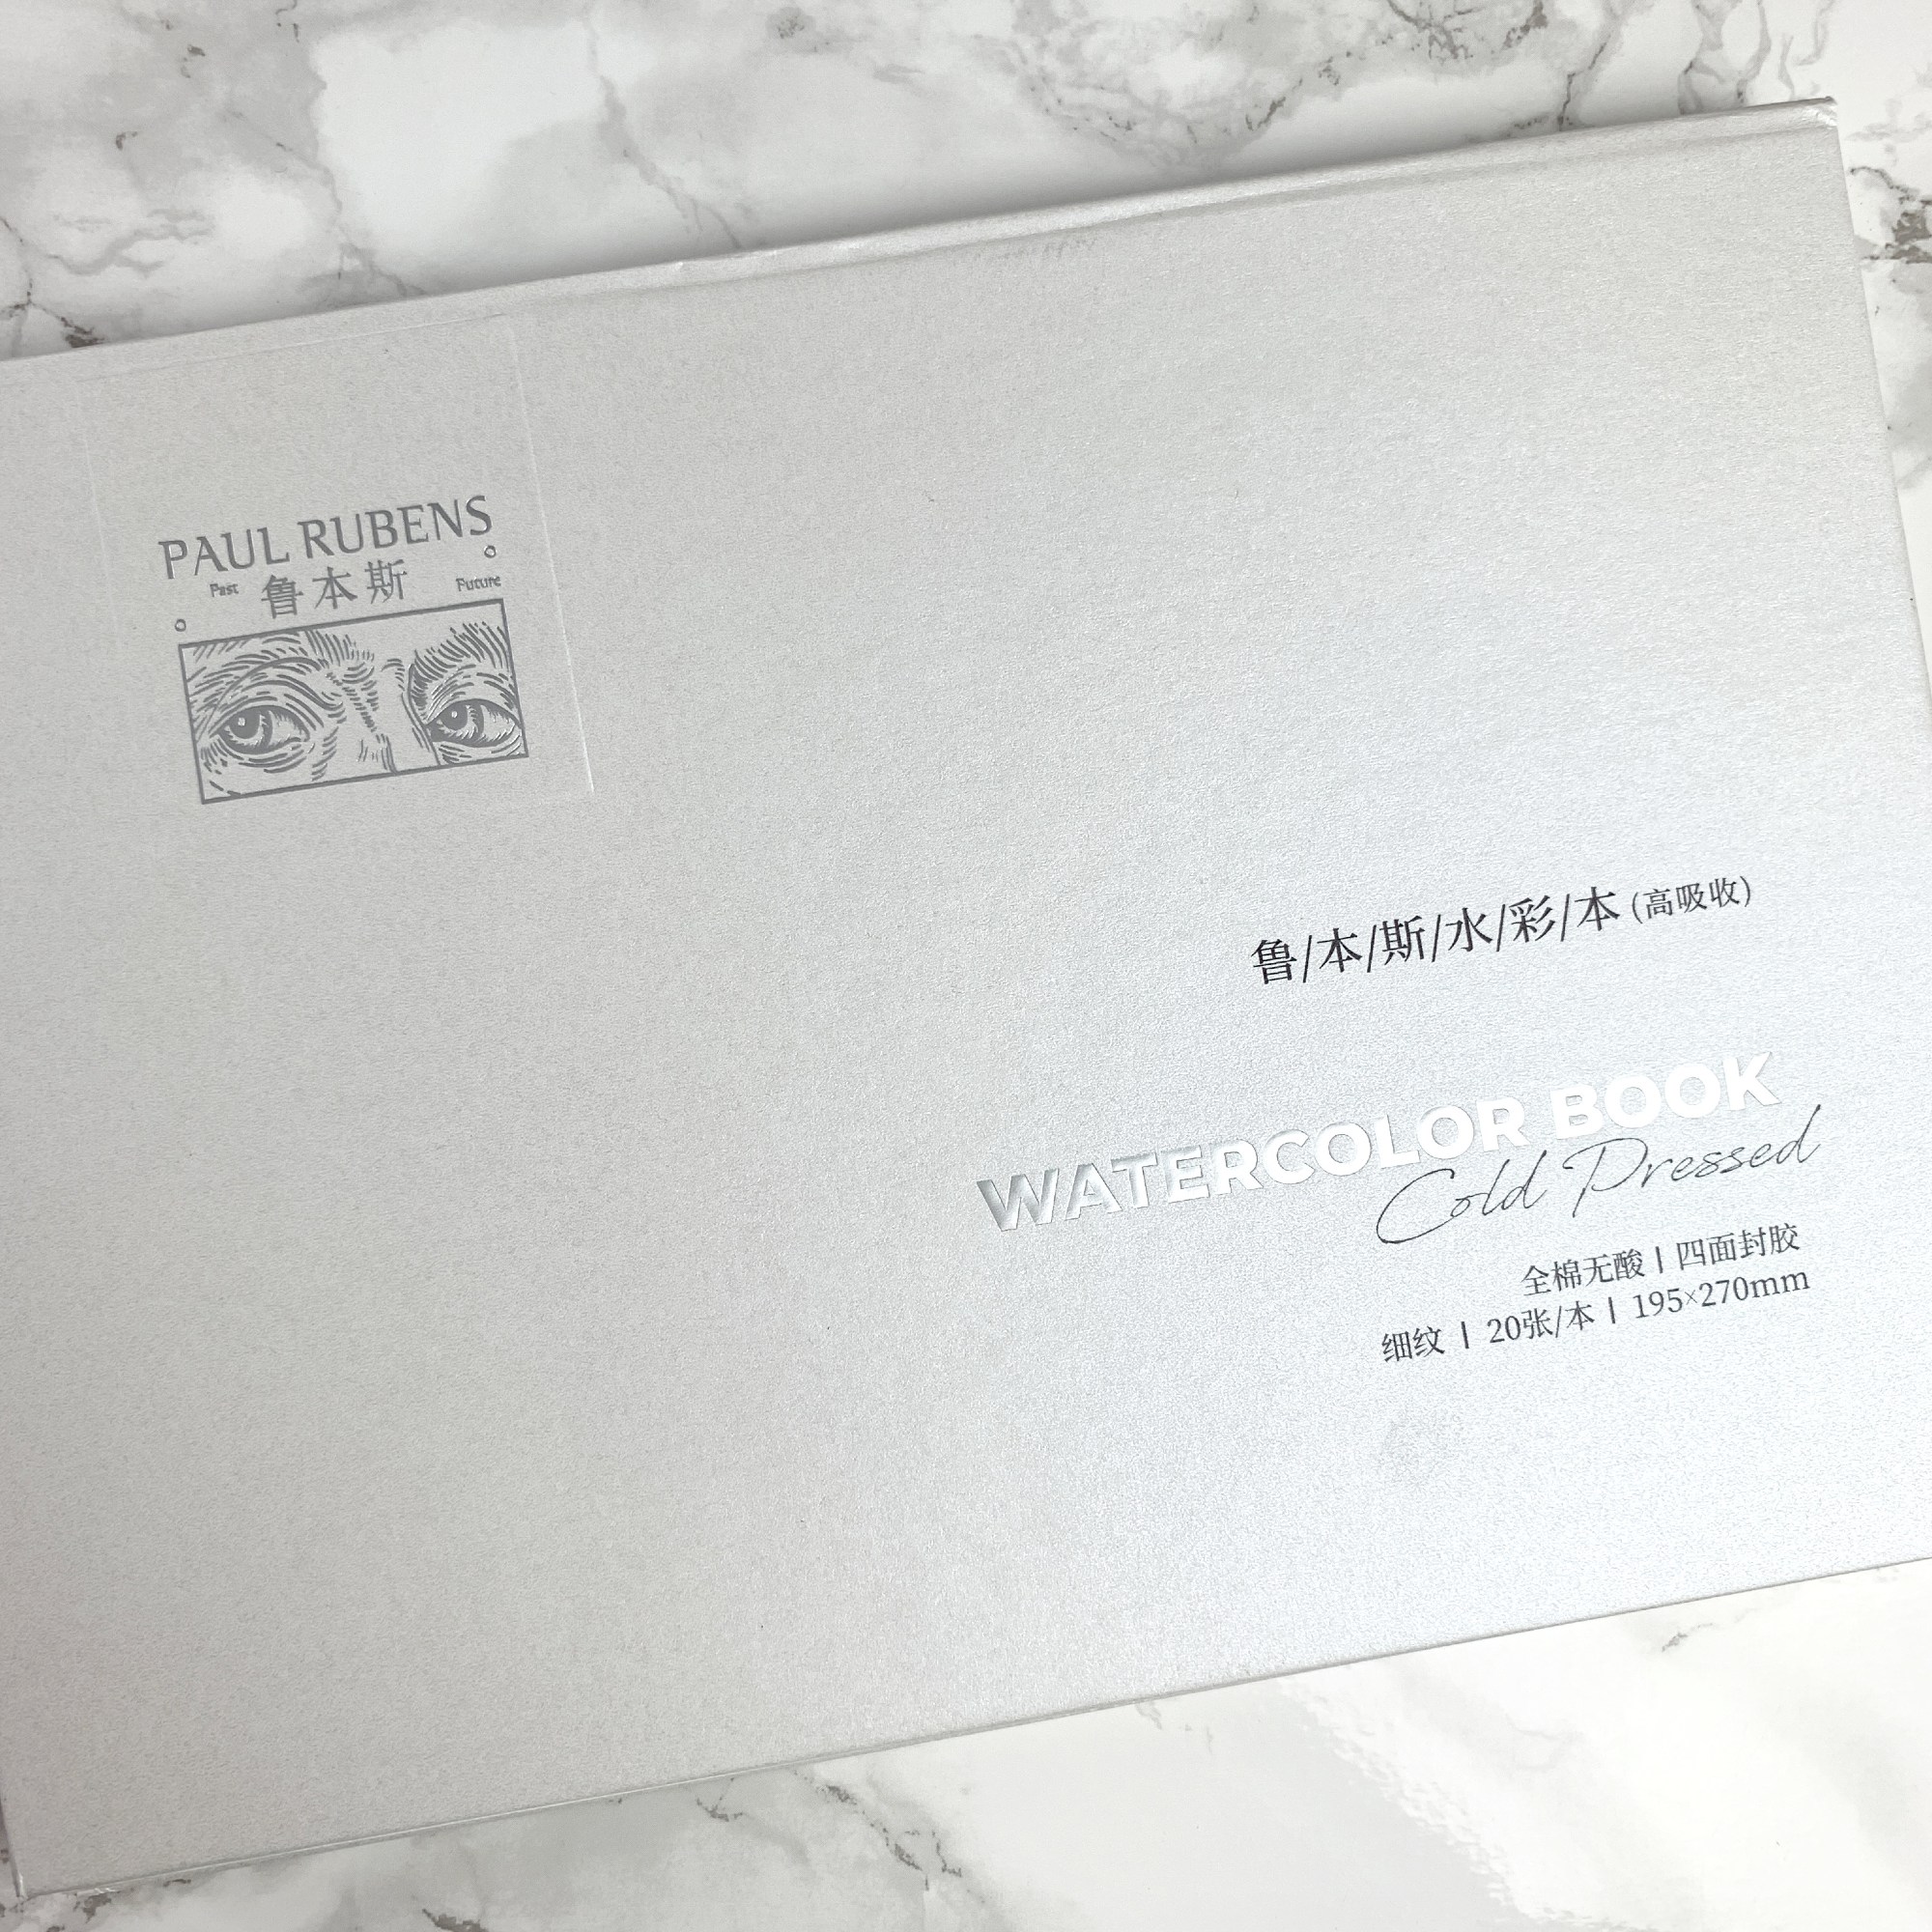 PAUL RUBENS
Past 鲁本斯 Future
鲁/本/斯/水/彩/本(高吸收)
WATERCOLOR BOOK
Cold Pressed
全棉无酸 | 四面封胶
细纹 | 20张/本 | 195×270mm